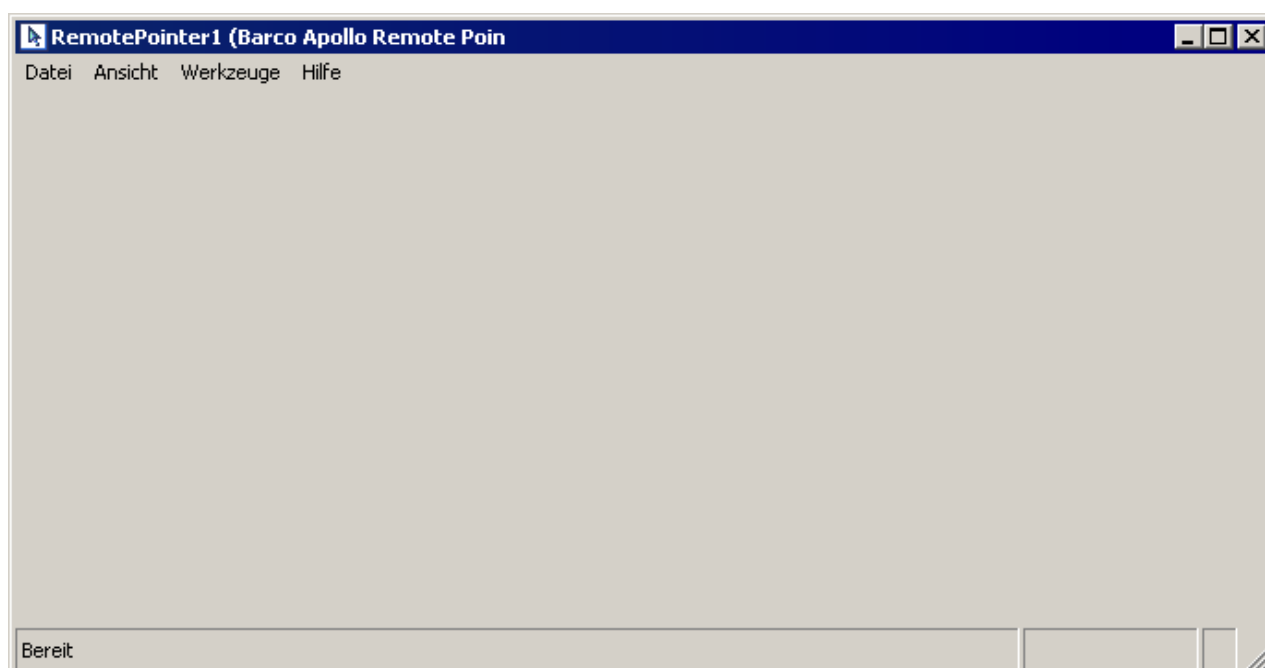 RemotePointer1 (Barco Apollo Remote Poin
Datei Ansicht Werkzeuge Hilfe
Bereit